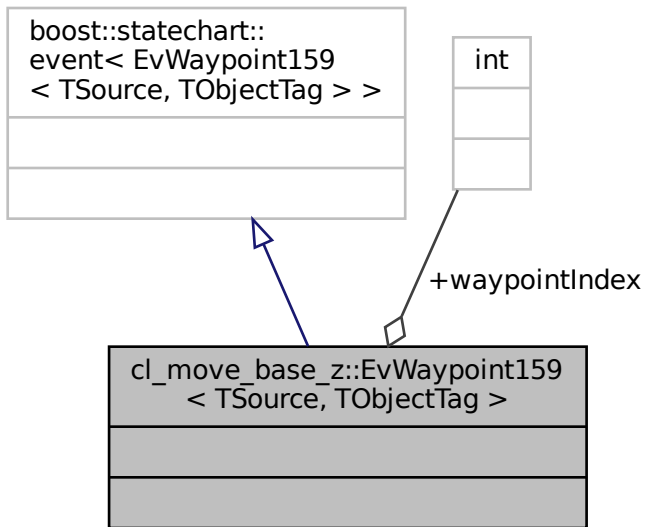 boost::statechart::
event< EvWaypoint159
< TSource, TObjectTag > >
int
+waypointIndex
cl_move_base_z::EvWaypoint159
< TSource, TObjectTag >